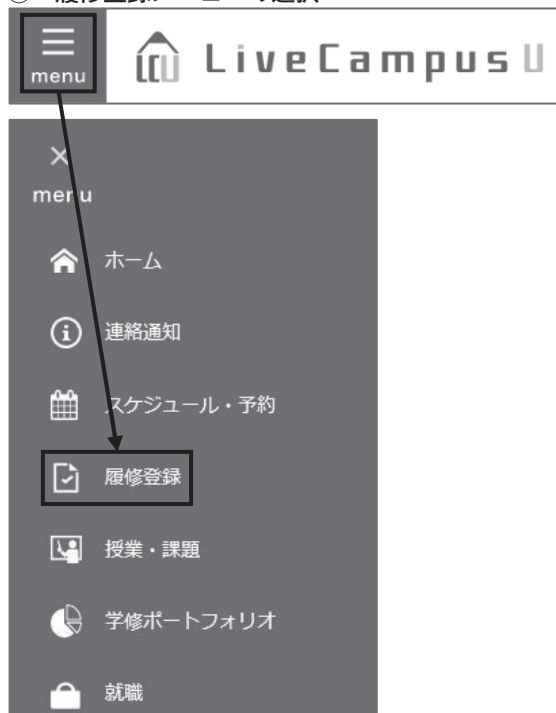 menu
LCU LiveCampusU
menu
ホーム
連絡通知
スケジュール・予約
履修登録
授業・課題
学修ポートフォリオ
就職